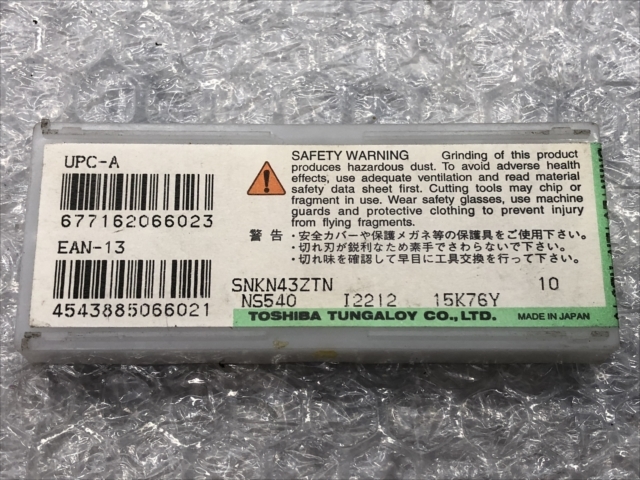 UPC-A
677162066023
EAN-13
4543885066021
SAFETY WARNING Grinding of this product
produces hazardous dust. To avoid adverse health
effects, use adequate ventilation and read material
safety data sheet first. Cutting tools may chip or
fragment in use. Wear safety glasses, use machine
guards and protective clothing to prevent injury
from flying fragments.
警告・安全カバーや保護メガネ等の保護具をご使用下さい。
・切れ刃が鋭利なため素手でさわらないで下さい。
・切れ味を確認して早目に工具交換を行って下さい。
SNKN43ZTN 10
NS540 I2212 15K76Y
TOSHIBA TUNGALOY CO., LTD. MADE IN JAPAN